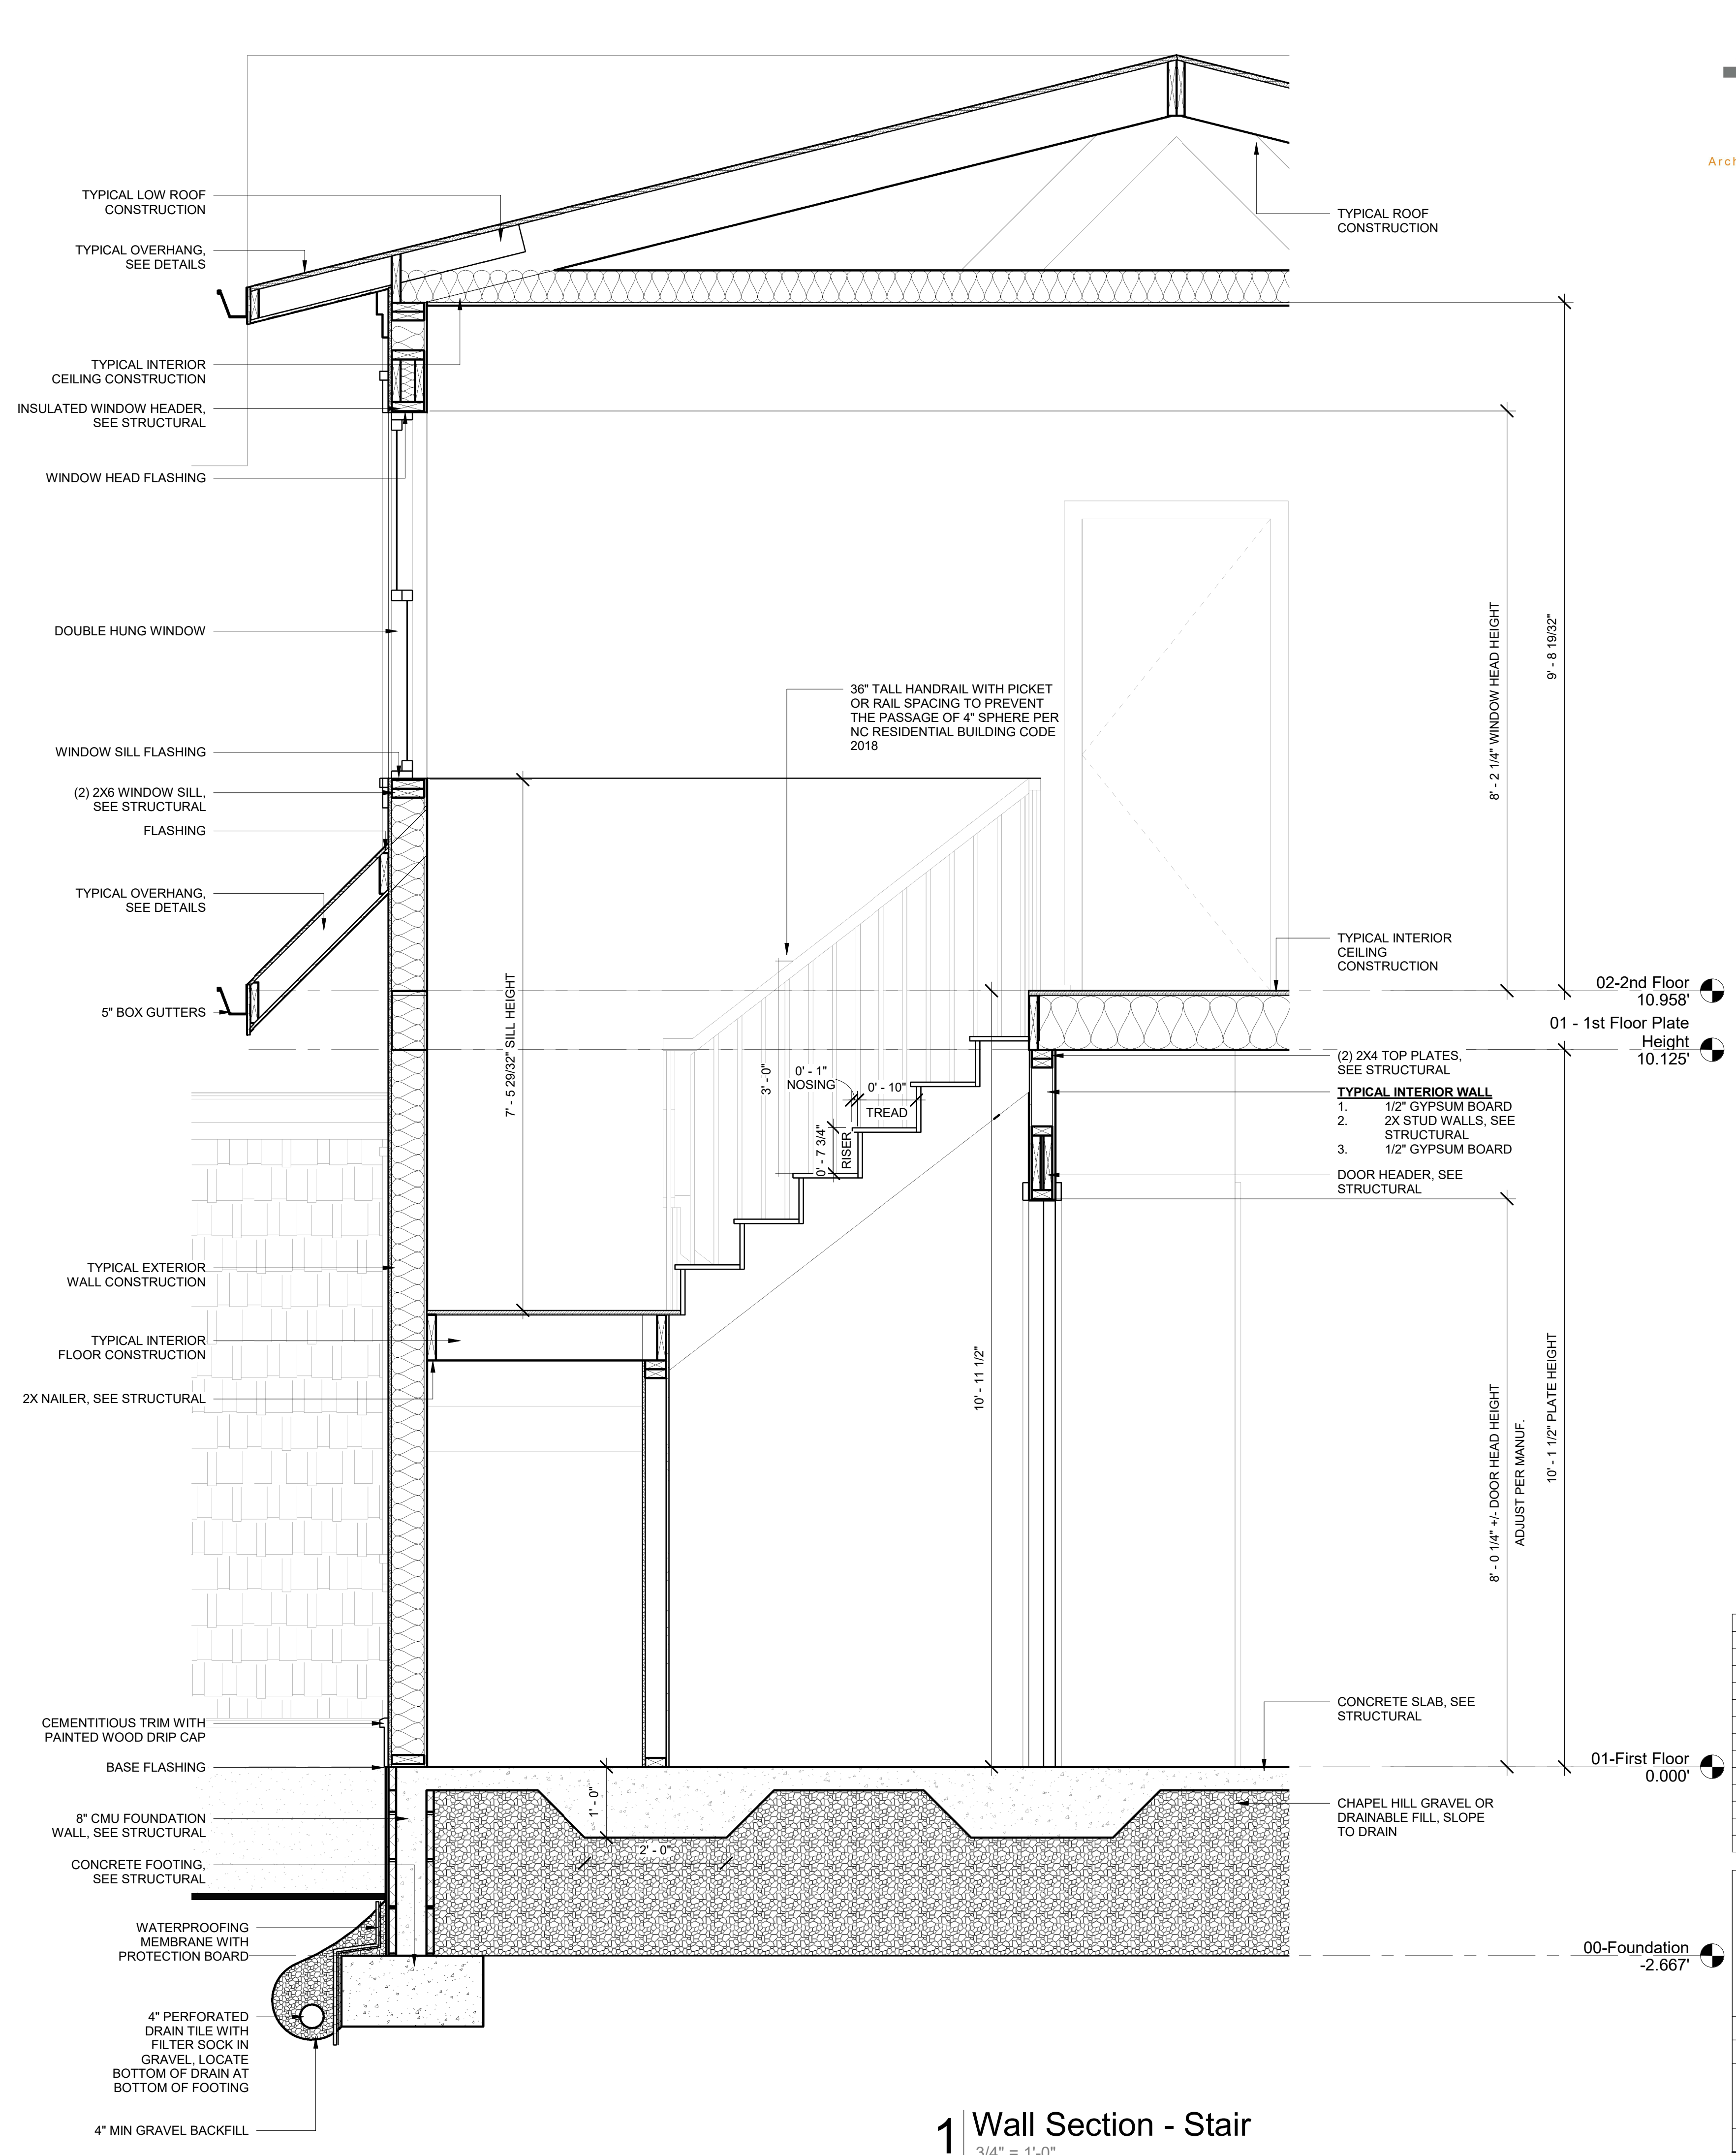 Arch
TYPICAL LOW ROOF
CONSTRUCTION
TYPICAL OVERHANG,
SEE DETAILS
TYPICAL INTERIOR
CEILING CONSTRUCTION
INSULATED WINDOW HEADER,
SEE STRUCTURAL
WINDOW HEAD FLASHING
DOUBLE HUNG WINDOW
WINDOW SILL FLASHING
(2) 2X6 WINDOW SILL,
SEE STRUCTURAL
FLASHING
TYPICAL OVERHANG,
SEE DETAILS
5" BOX GUTTERS
TYPICAL EXTERIOR
WALL CONSTRUCTION
TYPICAL INTERIOR
FLOOR CONSTRUCTION
2X NAILER, SEE STRUCTURAL
CEMENTITIOUS TRIM WITH
PAINTED WOOD DRIP CAP
BASE FLASHING
8" CMU FOUNDATION
WALL, SEE STRUCTURAL
CONCRETE FOOTING,
SEE STRUCTURAL
WATERPROOFING
MEMBRANE WITH
PROTECTION BOARD
4" PERFORATED
DRAIN TILE WITH
FILTER SOCK IN
GRAVEL, LOCATE
BOTTOM OF DRAIN AT
BOTTOM OF FOOTING
4" MIN GRAVEL BACKFILL
36" TALL HANDRAIL WITH PICKET
OR RAIL SPACING TO PREVENT
THE PASSAGE OF 4" SPHERE PER
NC RESIDENTIAL BUILDING CODE
2018
7' - 5 29/32" SILL HEIGHT
3' - 0"
0' - 1"
NOSING
0' - 10"
TREAD
0' - 7 3/4"
RISER
10' - 11 1/2"
1' - 0"
2' - 0"
TYPICAL ROOF
CONSTRUCTION
8' - 2 1/4" WINDOW HEAD HEIGHT
9' - 8 19/32"
TYPICAL INTERIOR
CEILING
CONSTRUCTION
02-2nd Floor
10.958'
01 - 1st Floor Plate
Height
10.125'
(2) 2X4 TOP PLATES,
SEE STRUCTURAL
TYPICAL INTERIOR WALL
1. 1/2" GYPSUM BOARD
2. 2X STUD WALLS, SEE
STRUCTURAL
3. 1/2" GYPSUM BOARD
DOOR HEADER, SEE
STRUCTURAL
8' - 0 1/4" +/- DOOR HEAD HEIGHT
ADJUST PER MANUF.
10' - 1 1/2" PLATE HEIGHT
CONCRETE SLAB, SEE
STRUCTURAL
01-First Floor
0.000'
CHAPEL HILL GRAVEL OR
DRAINABLE FILL, SLOPE
TO DRAIN
00-Foundation
-2.667'
1 Wall Section - Stair
3/4" = 1'-0"